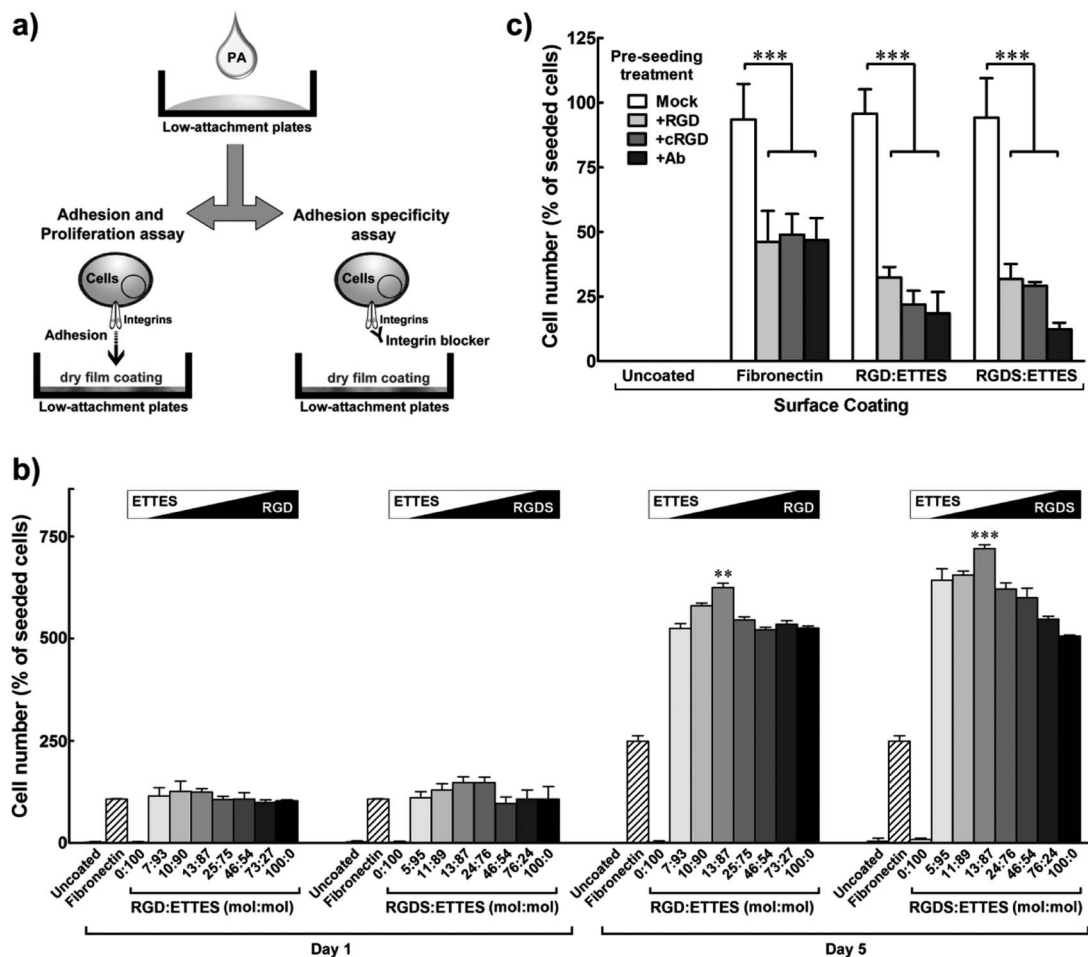 a)
PA
Low-attachment plates
Adhesion and
Proliferation assay
Cells
Integrins
Adhesion
dry film coating
Low-attachment plates
Adhesion specificity
assay
Cells
Integrins
Integrin blocker
dry film coating
Low-attachment plates
c)
Cell number (% of seeded cells)
125
100
75
50
25
0
Pre-seeding
treatment
Mock
+RGD
+cRGD
+Ab
***
***
***
Uncoated
Fibronectin
RGD:ETTES
RGDS:ETTES
Surface Coating
b)
Cell number (% of seeded cells)
750
500
250
0
ETTES
RGD
ETTES
RGDS
ETTES
RGD
ETTES
RGDS
**
***
Uncoated
Fibronectin
0:100
7:93
10:90
13:87
25:75
46:54
73:27
100:0
RGD:ETTES (mol:mol)
Uncoated
Fibronectin
0:100
5:95
11:89
13:87
24:76
46:54
76:24
100:0
RGDS:ETTES (mol:mol)
Day 1
Uncoated
Fibronectin
0:100
7:93
10:90
13:87
25:75
46:54
73:27
100:0
RGD:ETTES (mol:mol)
Uncoated
Fibronectin
0:100
5:95
11:89
13:87
24:76
46:54
76:24
100:0
RGDS:ETTES (mol:mol)
Day 5